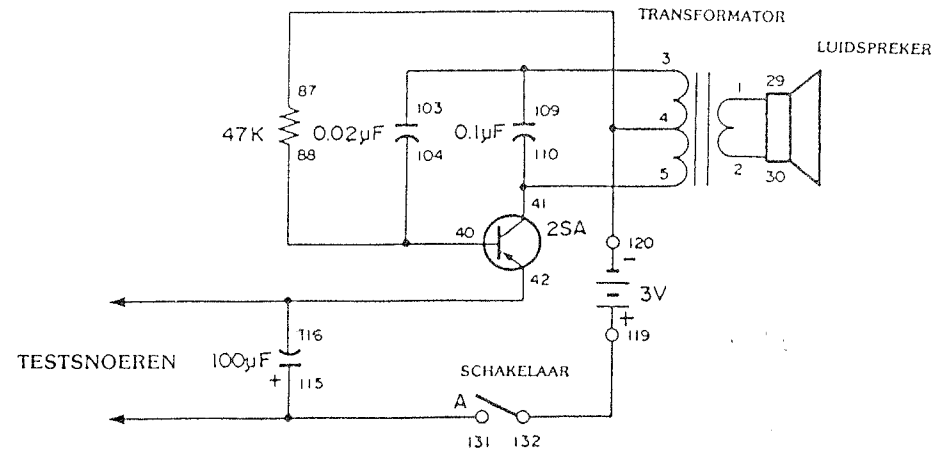 TRANSFORMATOR
LUIDSPREKER
3
1
29
87
103
109
47K
0.02µF
0.1µF
4
88
104
110
5
2
30
41
40
2SA
120
42
-
3V
+
119
116
TESTSNOEREN
100µF
+
115
SCHAKELAAR
A
131
132